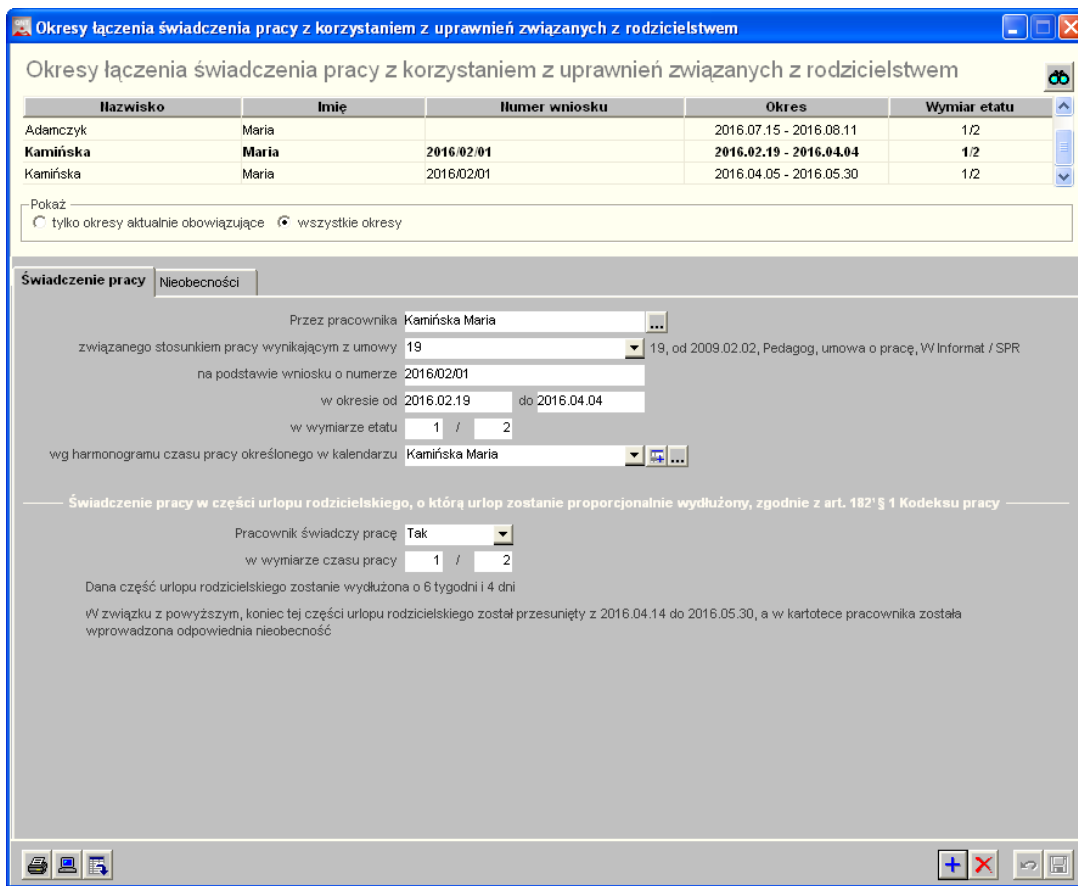 Okresy łączenia świadczenia pracy z korzystaniem z uprawnień związanych z rodzicielstwem
Okresy łączenia świadczenia pracy z korzystaniem z uprawnień związanych z rodzicielstwem
Nazwisko Imię Numer wniosku Okres Wymiar etatu
Adamczyk Maria 2016.07.15 - 2016.08.11 1/2
Kamińska Maria 2016/02/01 2016.02.19 - 2016.04.04 1/2
Kamińska Maria 2016/02/01 2016.04.05 - 2016.05.30 1/2
Pokaż
tylko okresy aktualnie obowiązujące wszystkie okresy
Świadczenie pracy Nieobecności
Przez pracownika Kamińska Maria ...
związanego stosunkiem pracy wynikającym z umowy 19 19, od 2009.02.02, Pedagog, umowa o pracę, W Informat / SPR
na podstawie wniosku o numerze 2016/02/01
w okresie od 2016.02.19 do 2016.04.04
w wymiarze etatu 1 / 2
wg harmonogramu czasu pracy określonego w kalendarzu Kamińska Maria ...
Świadczenie pracy w części urlopu rodzicielskiego, o którą urlop zostanie proporcjonalnie wydłużony, zgodnie z art. 182' § 1 Kodeksu pracy
Pracownik świadczy pracę Tak
w wymiarze czasu pracy 1 / 2
Dana część urlopu rodzicielskiego zostanie wydłużona o 6 tygodni i 4 dni
W związku z powyższym, koniec tej części urlopu rodzicielskiego został przesunięty z 2016.04.14 do 2016.05.30, a w kartotece pracownika została
wprowadzona odpowiednia nieobecność